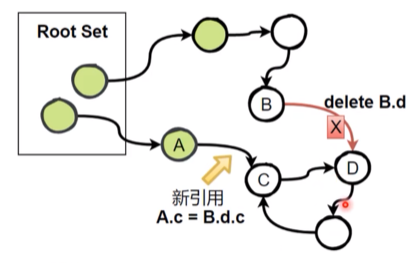 Root Set
B
delete B.d
X
A
D
C
新引用
A.c = B.d.c